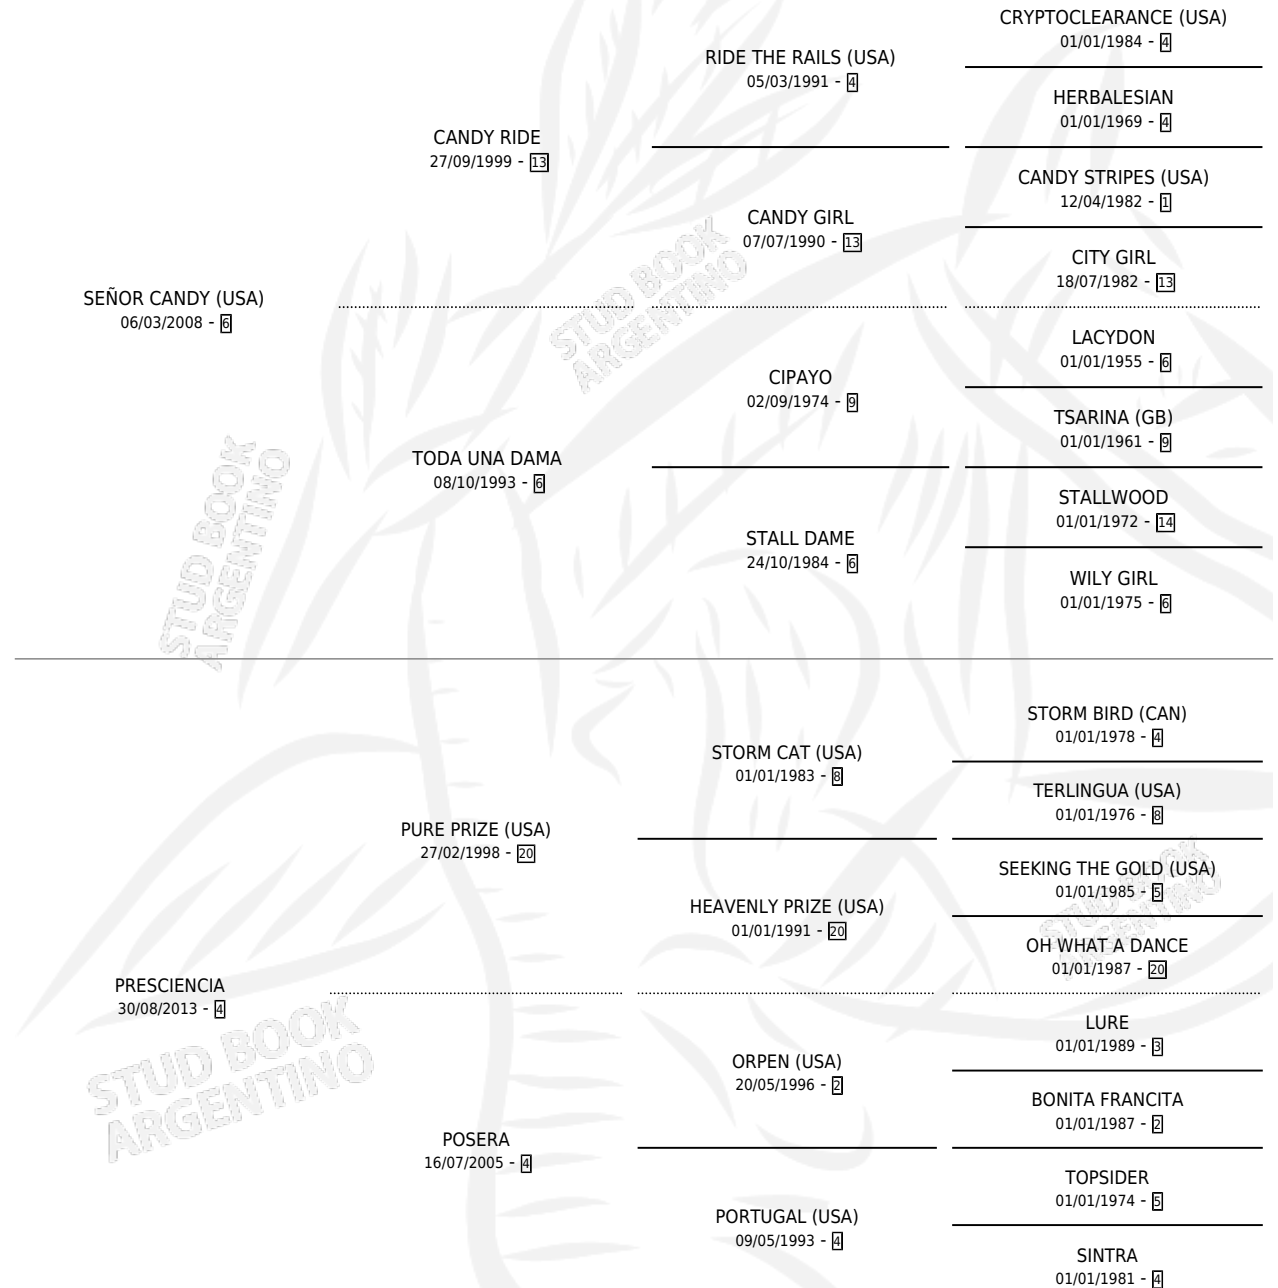 CRYPTOCLEARANCE (USA)
01/01/1984 - 4
RIDE THE RAILS (USA)
05/03/1991 - 4
HERBALESIAN
01/01/1969 - 4
CANDY RIDE
27/09/1999 - 13
CANDY STRIPES (USA)
12/04/1982 - 1
CANDY GIRL
07/07/1990 - 13
CITY GIRL
18/07/1982 - 13
SEÑOR CANDY (USA)
06/03/2008 - 6
STUD BOOK
ARGENTINO
LACYDON
01/01/1955 - 6
CIPAYO
02/09/1974 - 9
TSARINA (GB)
01/01/1961 - 9
TODA UNA DAMA
08/10/1993 - 6
STALLWOOD
01/01/1972 - 14
STALL DAME
24/10/1984 - 6
WILY GIRL
01/01/1975 - 6
STUD BOOK
ARGENTINO
STORM BIRD (CAN)
01/01/1978 - 4
STORM CAT (USA)
01/01/1983 - 8
TERLINGUA (USA)
01/01/1976 - 8
PURE PRIZE (USA)
27/02/1998 - 20
SEEKING THE GOLD (USA)
01/01/1985 - 5
HEAVENLY PRIZE (USA)
01/01/1991 - 20
STUD BOOK
ARGENTINO
OH WHAT A DANCE
01/01/1987 - 20
PRESCIENCIA
30/08/2013 - 4
STUD BOOK
ARGENTINO
LURE
01/01/1989 - 3
ORPEN (USA)
20/05/1996 - 2
BONITA FRANCITA
01/01/1987 - 2
POSERA
16/07/2005 - 4
TOPSIDER
01/01/1974 - 5
PORTUGAL (USA)
09/05/1993 - 4
SINTRA
01/01/1981 - 4